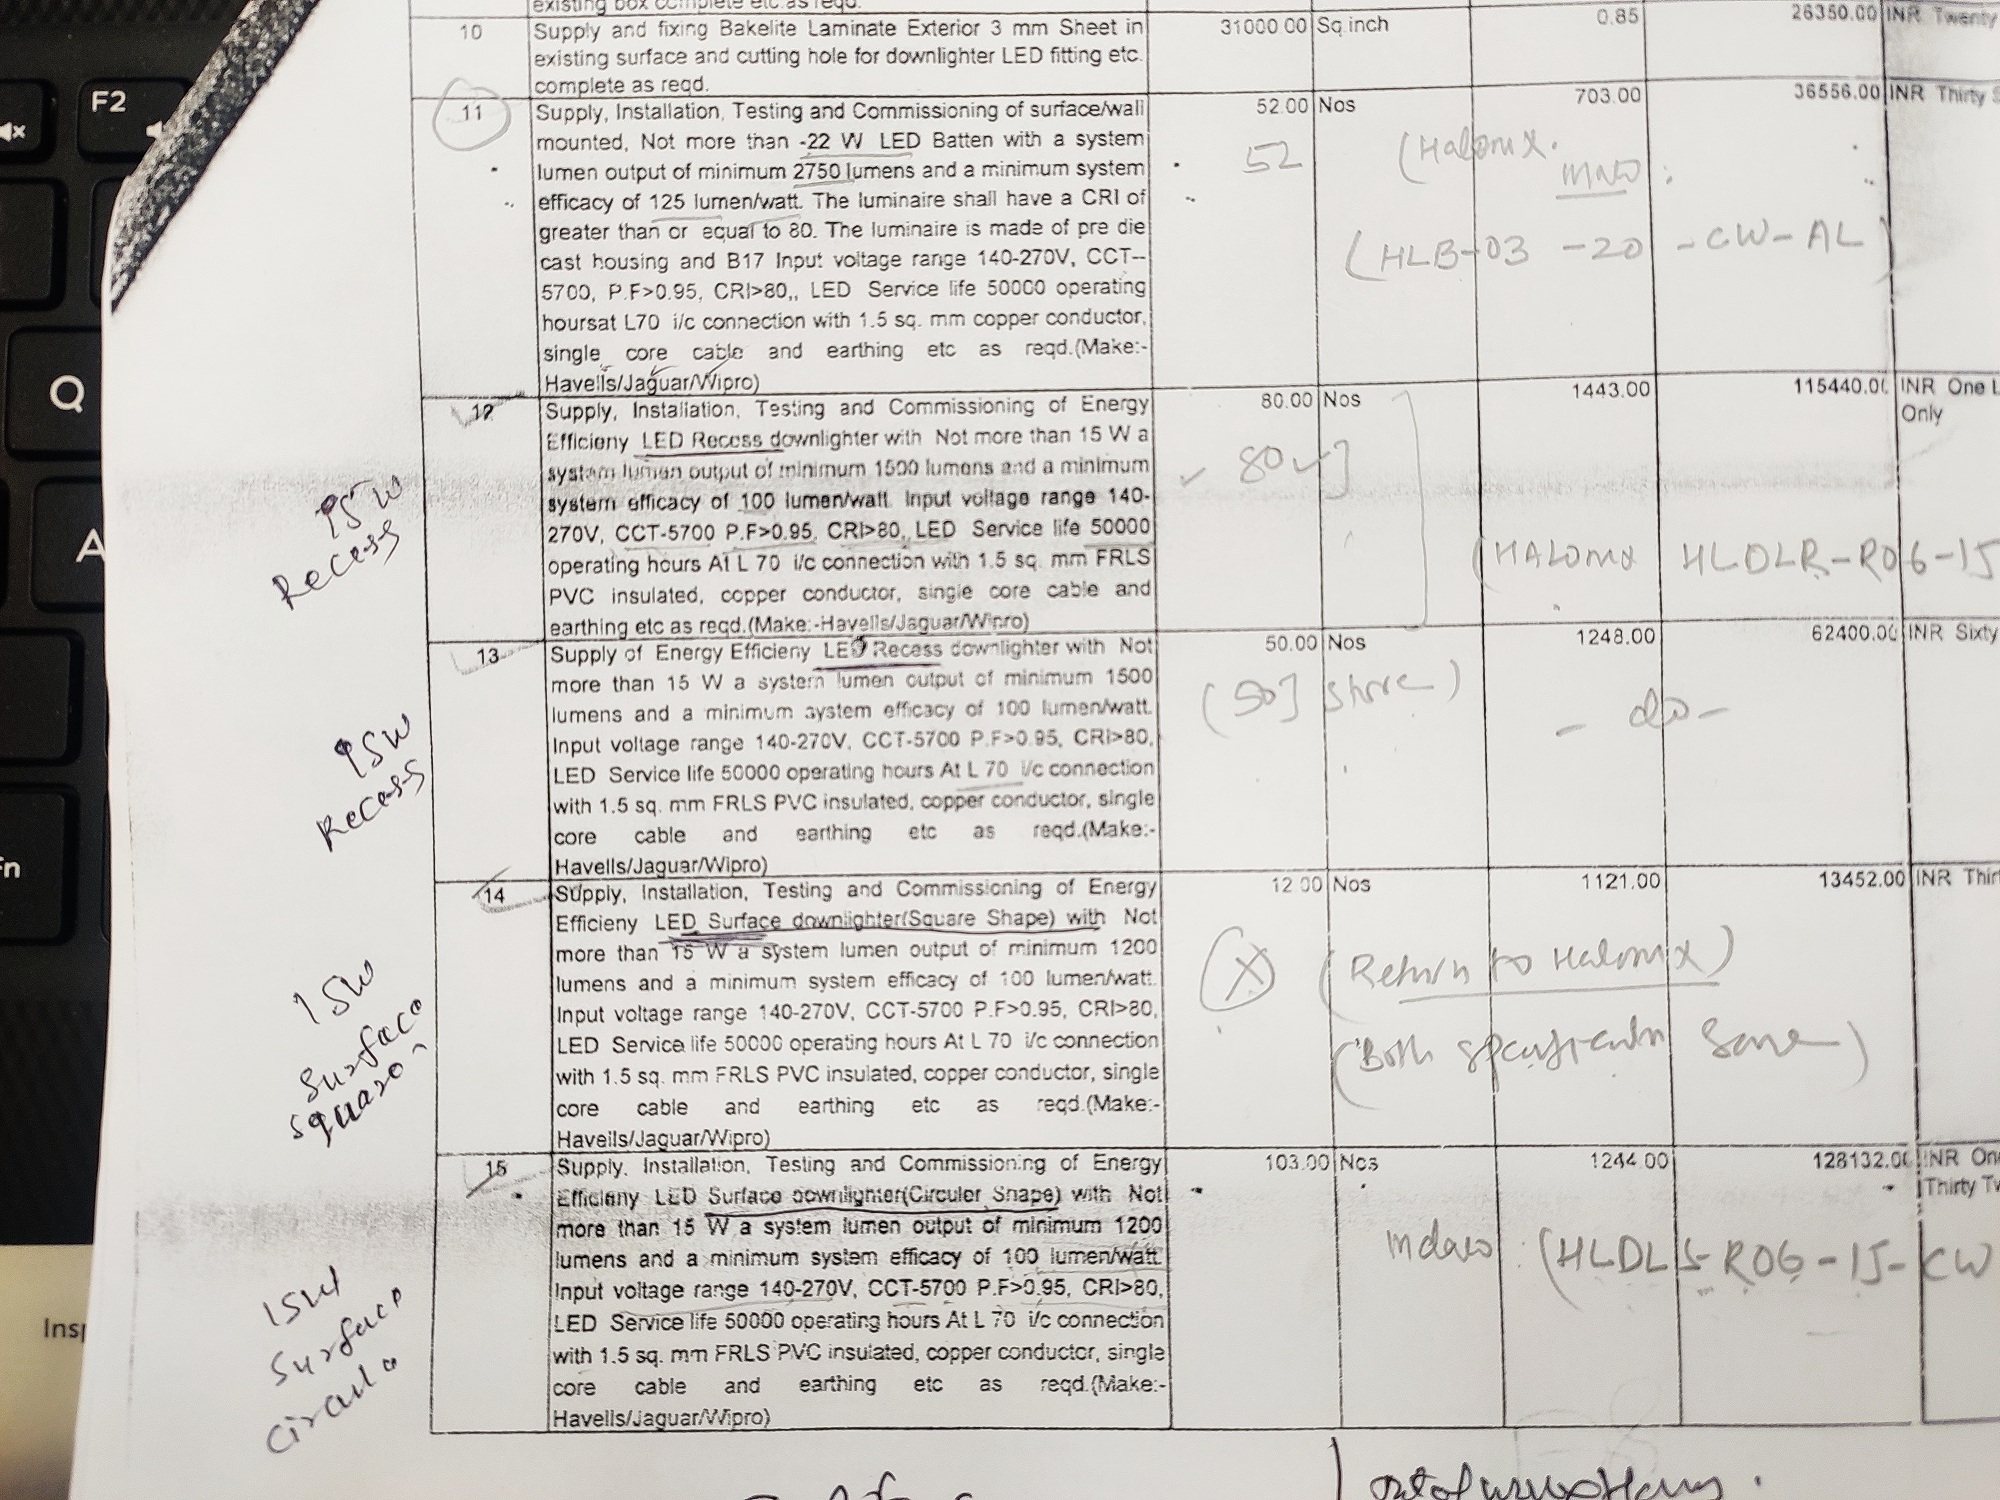 existing box complete etc.as reqd.
10 Supply and fixing Bakelite Laminate Exterior 3 mm Sheet in 31000.00 Sq.inch 0.85 26350.00 INR Twenty
existing surface and cutting hole for downlighter LED fitting etc.
complete as reqd.
11 Supply, Installation, Testing and Commissioning of surface/wall 52.00 Nos 703.00 36556.00 INR Thirty S
mounted, Not more than -22 W LED Batten with a system
lumen output of minimum 2750 lumens and a minimum system
efficacy of 125 lumen/watt. The luminaire shall have a CRI of
greater than or equal to 80. The luminaire is made of pre die
cast housing and B17 Input voltage range 140-270V, CCT--
5700, P.F>0.95, CRI>80,, LED Service life 50000 operating
hoursat L70 i/c connection with 1.5 sq. mm copper conductor,
single core cable and earthing etc as reqd.(Make:-
Havells/Jaguar/Wipro)
52 (Halonix.
(HLB-03 -20 -CW-AL)
12 Supply, Installation, Testing and Commissioning of Energy 80.00 Nos 1443.00 115440.00 INR One L
Only
Efficieny LED Recess downlighter with Not more than 15 W a
system lumen output of minimum 1500 lumens and a minimum
system efficacy of 100 lumen/watt. Input voltage range 140-
270V, CCT-5700 P.F>0.95, CRI>80, LED Service life 50000
operating hours At L 70 i/c connection with 1.5 sq. mm FRLS
PVC insulated, copper conductor, single core cable and
earthing etc as reqd.(Make:-Havells/Jaguar/Wipro)
15W
Recess
80
(HALONIX HLDLR-R06-15
13 Supply of Energy Efficieny LED Recess downlighter with Not 50.00 Nos 1248.00 62400.00 INR Sixty
more than 15 W a system lumen output of minimum 1500
lumens and a minimum system efficacy of 100 lumen/watt.
Input voltage range 140-270V, CCT-5700 P.F>0.95, CRI>80,
LED Service life 50000 operating hours At L 70 i/c connection
with 1.5 sq. mm FRLS PVC insulated, copper conductor, single
core cable and earthing etc as reqd.(Make:-
Havells/Jaguar/Wipro)
15W
Recess
(50] store)
- do -
14 Supply, Installation, Testing and Commissioning of Energy 12.00 Nos 1121.00 13452.00 INR Thir
Efficieny LED Surface downlighter(Square Shape) with Not
more than 15 W a system lumen output of minimum 1200
lumens and a minimum system efficacy of 100 lumen/watt.
Input voltage range 140-270V, CCT-5700 P.F>0.95, CRI>80,
LED Service life 50000 operating hours At L 70 i/c connection
with 1.5 sq. mm FRLS PVC insulated, copper conductor, single
core cable and earthing etc as reqd.(Make:-
Havells/Jaguar/Wipro)
15W
Surface
square
X (Return to Halonix)
(Both specification Same)
15 Supply, Installation, Testing and Commissioning of Energy 103.00 Nos 1244.00 128132.00 INR One
Thirty Tw
Efficieny LED Surface downlighter(Circuler Shape) with Not
more than 15 W a system lumen output of minimum 1200
lumens and a minimum system efficacy of 100 lumen/watt.
Input voltage range 140-270V, CCT-5700 P.F>0.95, CRI>80,
LED Service life 50000 operating hours At L 70 i/c connection
with 1.5 sq. mm FRLS PVC insulated, copper conductor, single
core cable and earthing etc as reqd.(Make:-
Havells/Jaguar/Wipro)
15W
Surface
(HLDLS-R06-15-CW
F2
Q
A
Fn
Insp